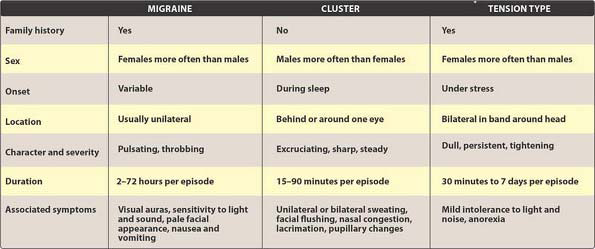 MIGRAINE CLUSTER TENSION TYPE
Family history Yes No Yes
Sex Females more often than males Males more often than females Females more often than males
Onset Variable During sleep Under stress
Location Usually unilateral Behind or around one eye Bilateral in band around head
Character and severity Pulsating, throbbing Excruciating, sharp, steady Dull, persistent, tightening
Duration 2–72 hours per episode 15–90 minutes per episode 30 minutes to 7 days per episode
Associated symptoms Visual auras, sensitivity to light Unilateral or bilateral sweating, Mild intolerance to light and
and sound, pale facial facial flushing, nasal congestion, noise, anorexia
appearance, nausea and lacrimation, pupillary changes
vomiting